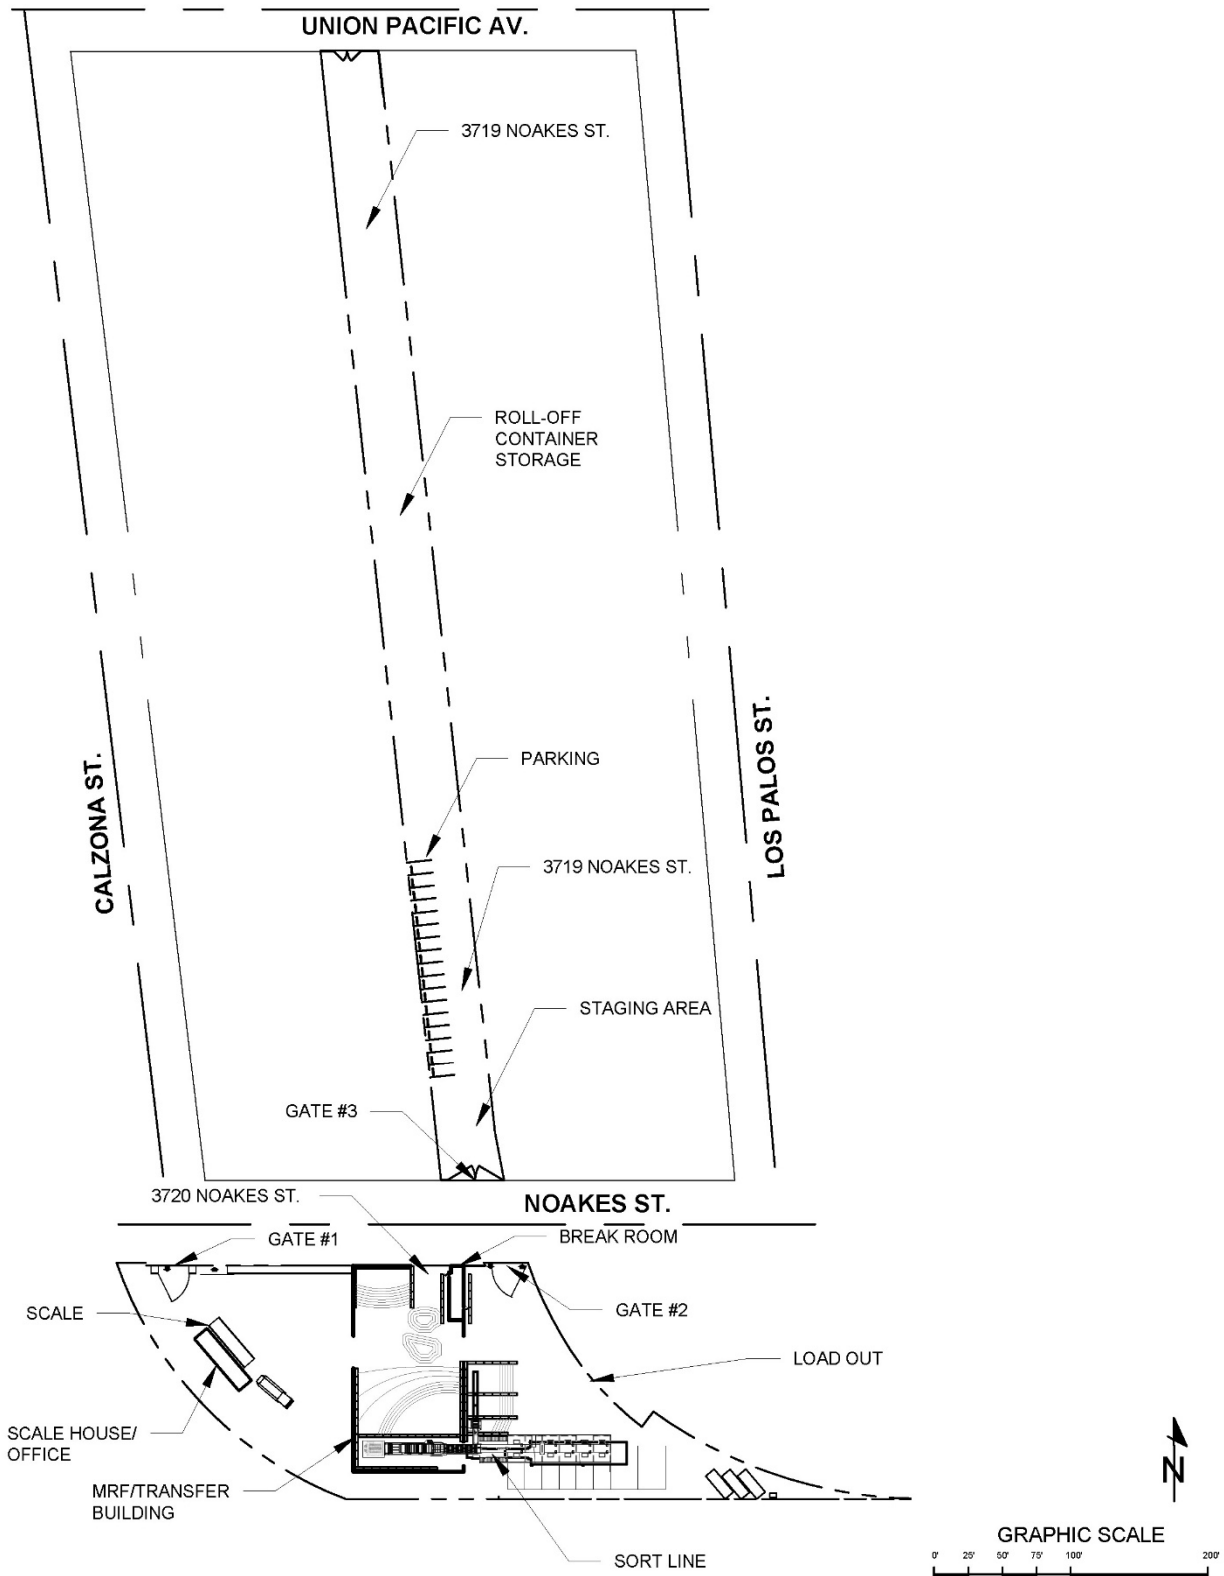 UNION PACIFIC AV.
3719 NOAKES ST.
ROLL-OFF
CONTAINER
STORAGE
PARKING
CALZONA ST.
LOS PALOS ST.
3719 NOAKES ST.
STAGING AREA
GATE #3
3720 NOAKES ST.
NOAKES ST.
GATE #1
BREAK ROOM
SCALE
GATE #2
LOAD OUT
SCALE HOUSE/
OFFICE
MRF/TRANSFER
BUILDING
N
SORT LINE
GRAPHIC SCALE
0' 25' 50' 100' 200'